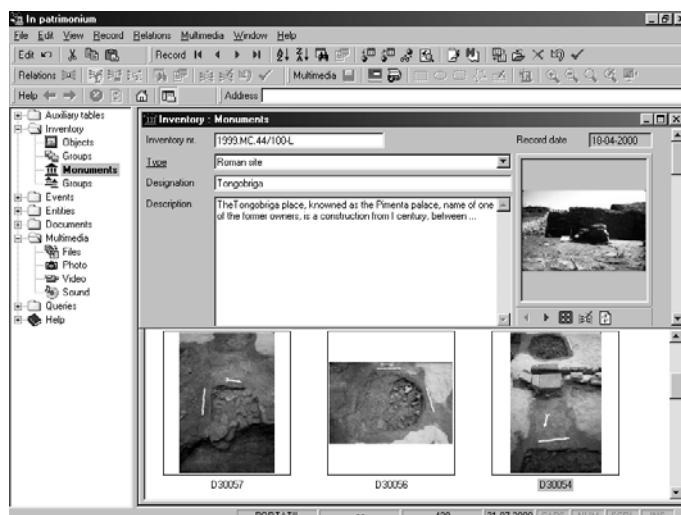 In patrimonium
File Edit View Record Relations Multimedia Window Help
Edit Record
Relations Multimedia
Help Address
Auxiliary tables
Inventory
Objects
Groups
Monuments
Groups
Events
Entities
Documents
Multimedia
Files
Photo
Video
Sound
Queries
Help
Inventory : Monuments
Inventory nr. 1999.MC.44/100-L Record date 18-04-2000
Type Roman site
Designation Tongobriga
Description TheTongobriga place, knowned as the Pimenta palace, name of one
of the former owners, is a construction from I century, between ...
D30057 D30056 D30054